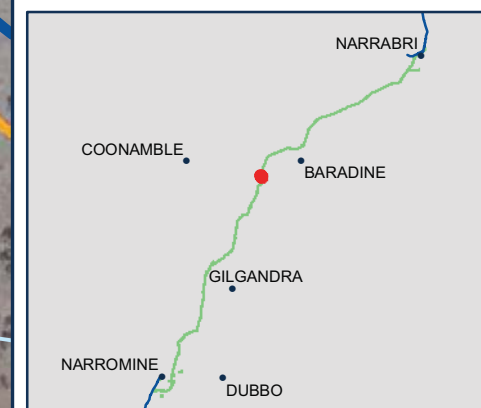 NARRABRI
COONAMBLE
BARADINE
GILGANDRA
NARROMINE
DUBBO